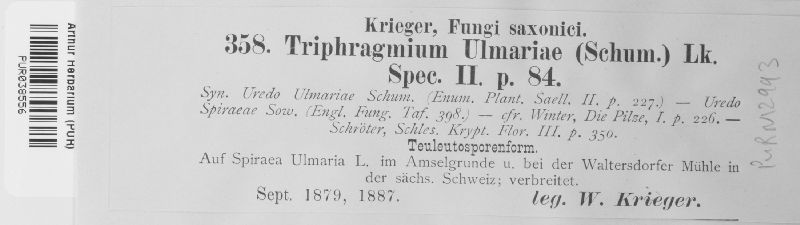 Krieger, Fungi saxonici.
358. Triphragmium Ulmariae (Schum.) Lk.
Spec. II. p. 84.
Syn. Uredo Ulmariae Schum. (Enum. Plant. Saell. II. p. 227.) — Uredo
Spiraeae Sow. (Engl. Fung. Taf. 398.) — cfr. Winter, Die Pilze, I. p. 226. —
Schröter, Schles. Krypt. Flor. III. p. 350.
Teuleutosporenform.
Auf Spiraea Ulmaria L. im Amselgrunde u. bei der Waltersdorfer Mühle in
der sächs. Schweiz; verbreitet.
Sept. 1879, 1887. leg. W. Krieger.
Arthur Herbarium (PUR)
PUR038556
PUR N2993